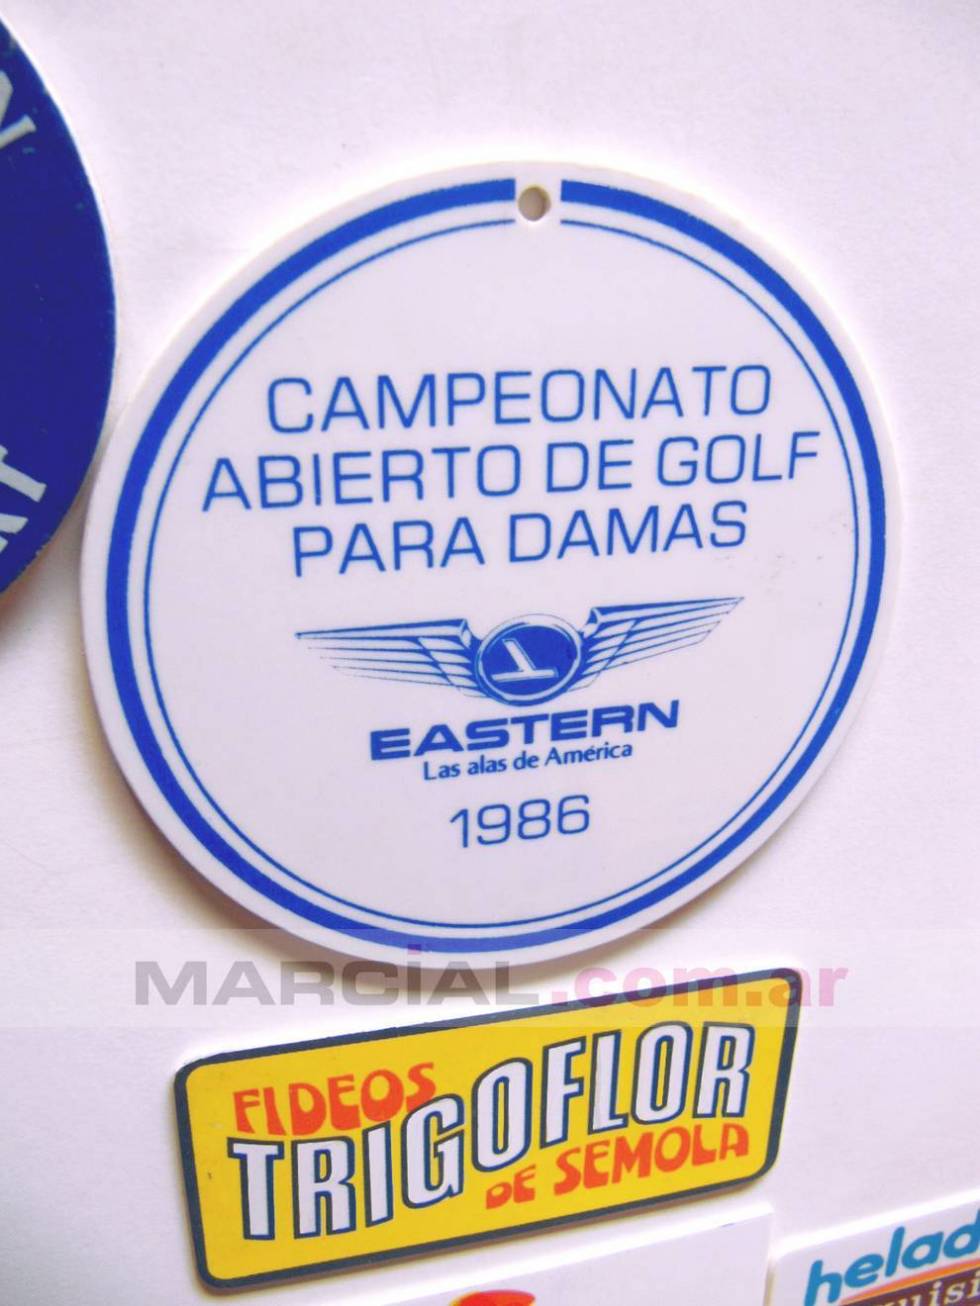 CAMPEONATO
ABIERTO DE GOLF
PARA DAMAS
EASTERN
Las alas de América
1986
MARCiAL.com.ar
FIDEOS
TRIGOFLOR
DE SEMOLA